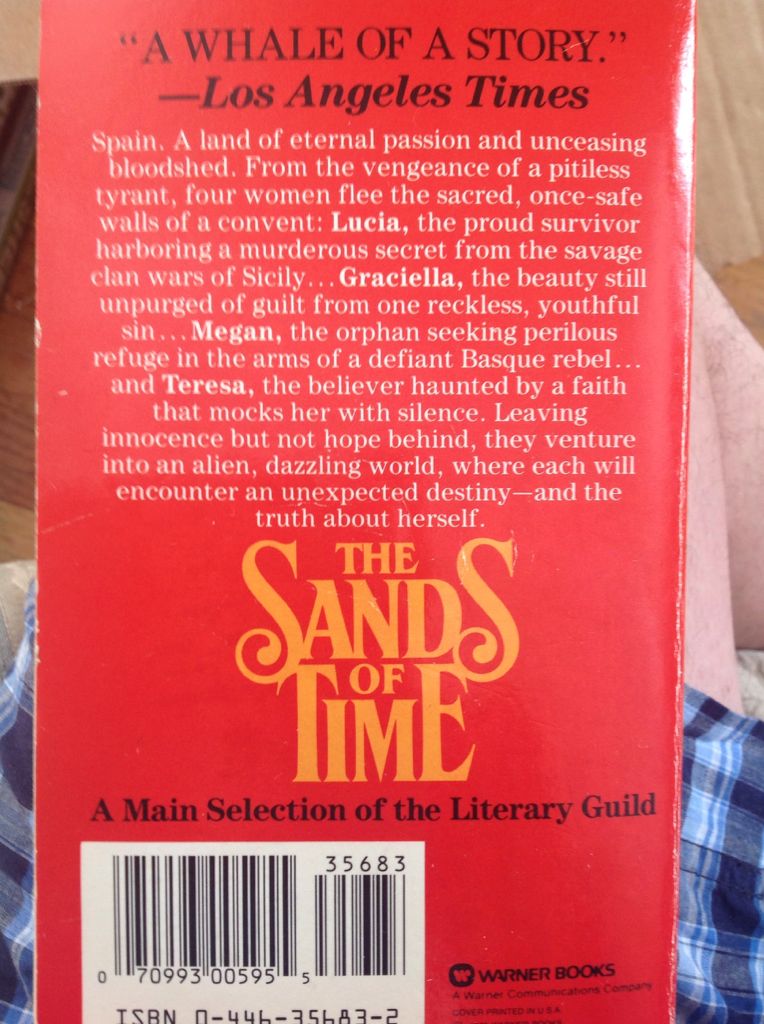 “A WHALE OF A STORY.”
—Los Angeles Times
Spain. A land of eternal passion and unceasing
bloodshed. From the vengeance of a pitiless
tyrant, four women flee the sacred, once-safe
walls of a convent: Lucia, the proud survivor
harboring a murderous secret from the savage
clan wars of Sicily...Graciella, the beauty still
unpurged of guilt from one reckless, youthful
sin...Megan, the orphan seeking perilous
refuge in the arms of a defiant Basque rebel...
and Teresa, the believer haunted by a faith
that mocks her with silence. Leaving
innocence but not hope behind, they venture
into an alien, dazzling world, where each will
encounter an unexpected destiny—and the
truth about herself.
THE
SANDS
OF
TIME
A Main Selection of the Literary Guild
35683
0 70993 00595 5
ISBN 0-446-35683-2
W WARNER BOOKS
A Warner Communications Company
COVER PRINTED IN U.S.A.